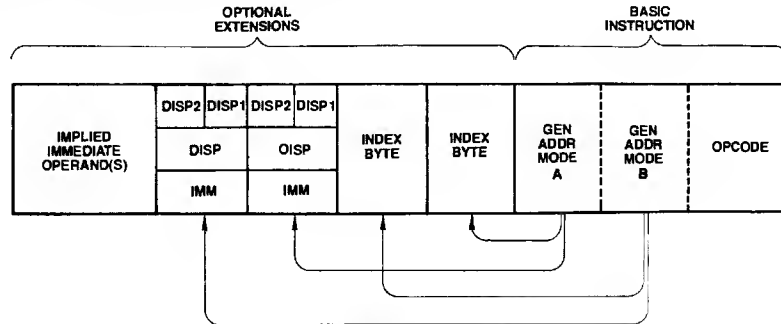 OPTIONAL
EXTENSIONS
BASIC
INSTRUCTION
IMPLIED
IMMEDIATE
OPERAND(S)
DISP2 DISP1
DISP
IMM
DISP2 DISP1
OISP
IMM
INDEX
BYTE
INDEX
BYTE
GEN
ADDR
MODE
A
GEN
ADDR
MODE
B
OPCODE